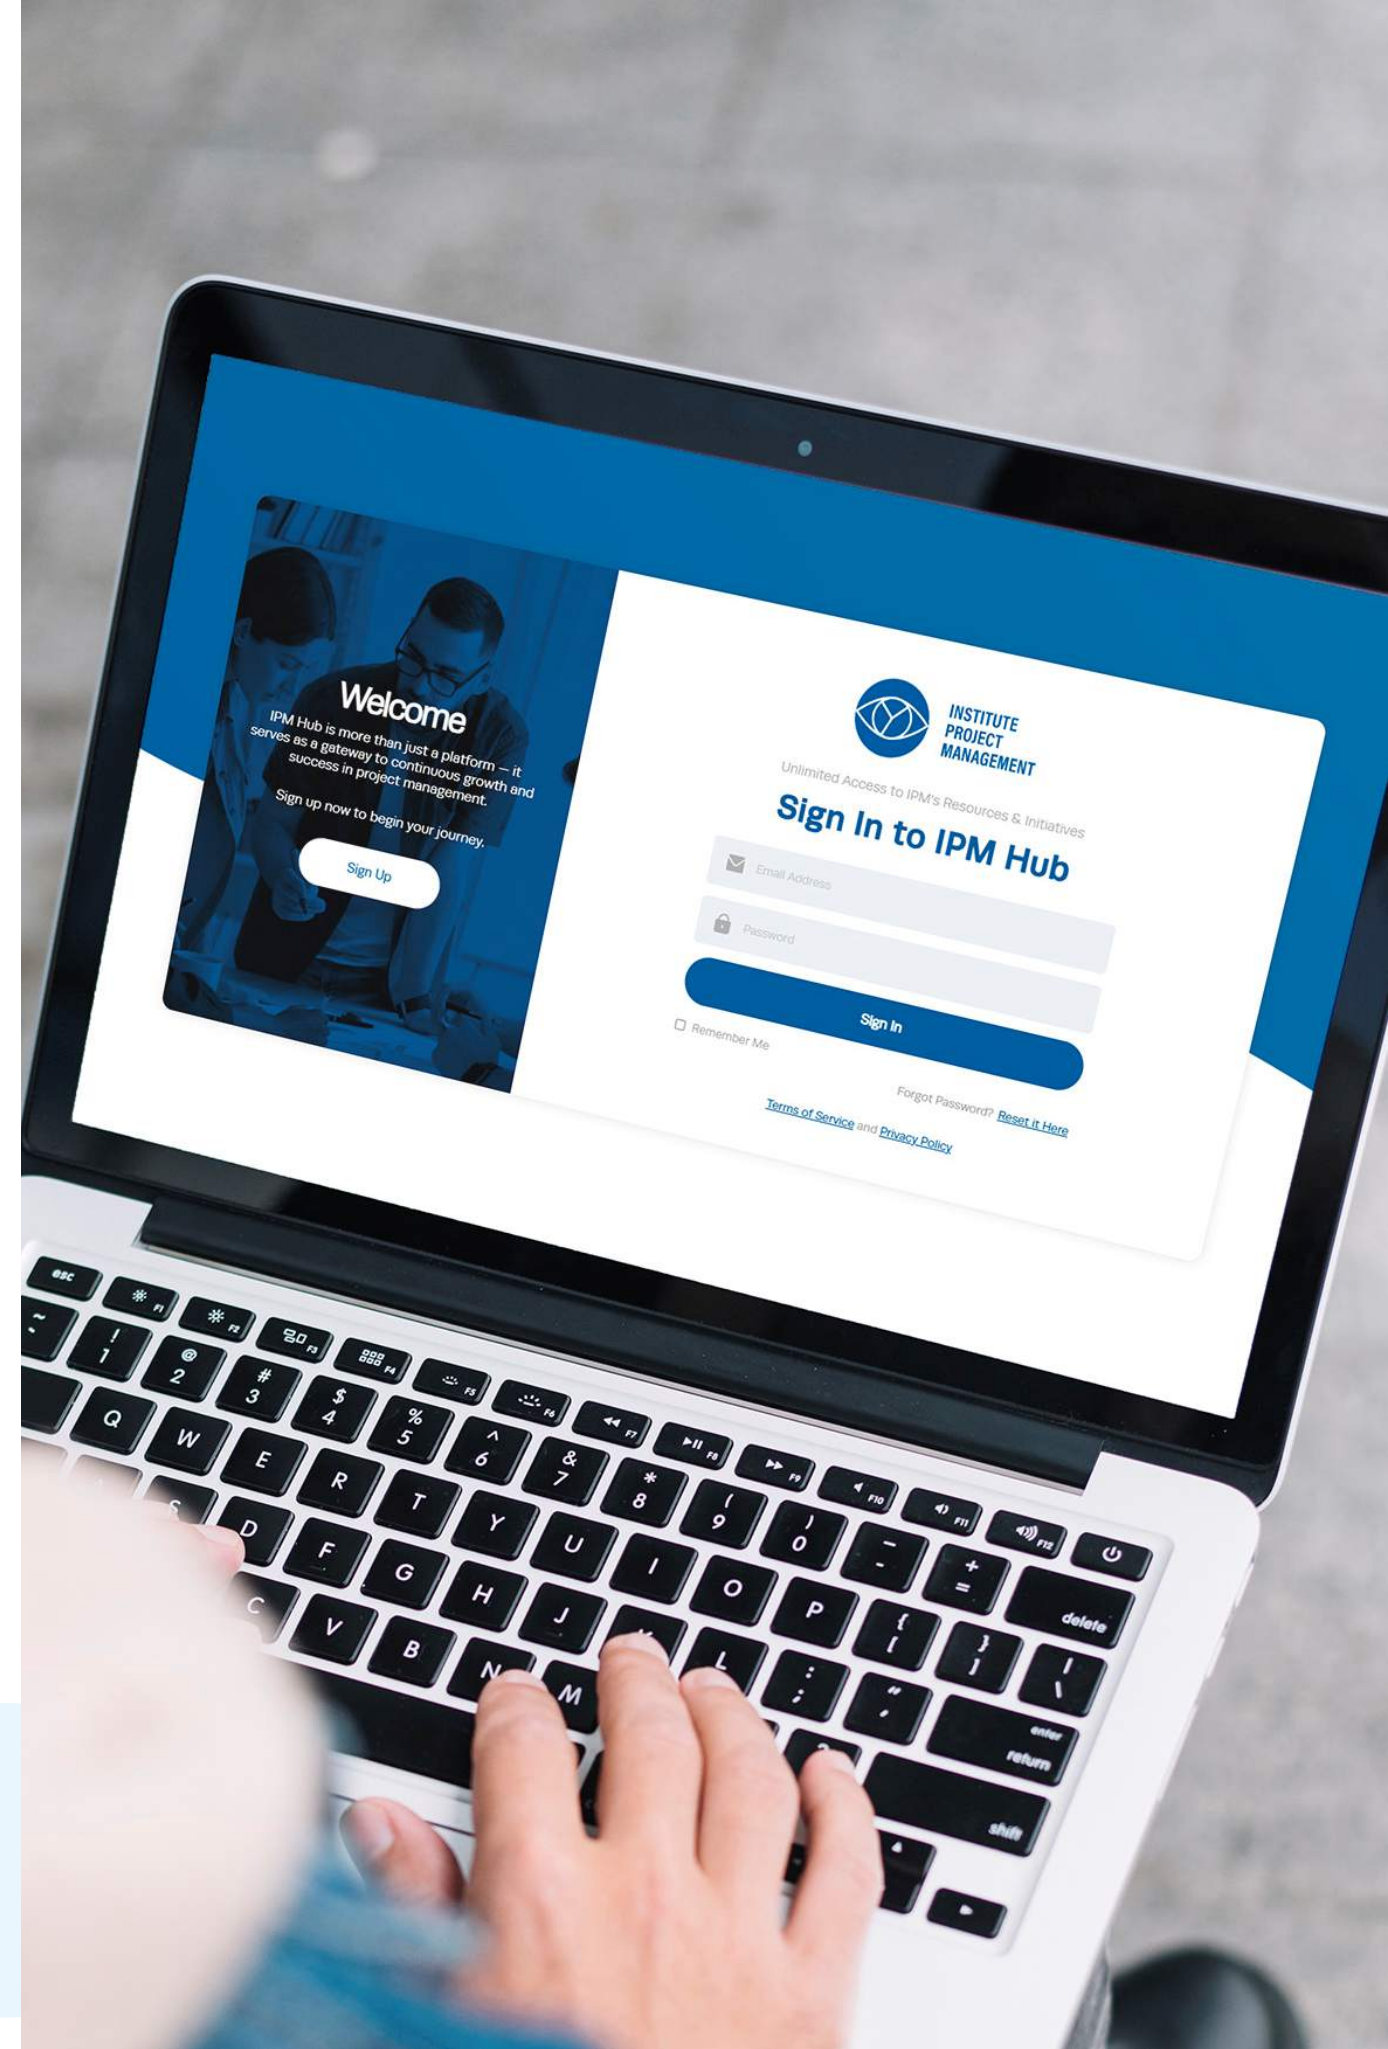 Welcome
IPM Hub is more than just a platform — it
serves as a gateway to continuous growth and
success in project management.
Sign up now to begin your journey.
Sign Up
INSTITUTE
PROJECT
MANAGEMENT
Unlimited Access to IPM's Resources & Initiatives
Sign In to IPM Hub
Email Address
Password
Sign In
Remember Me
Forgot Password? Reset it Here
Terms of Service and Privacy Policy
esc F1 F2 F3 F4 F5 F6 F7 F8 F9 F10 F11 F12
~ ! @ # $ % ^ & * ( ) - +
1 2 3 4 5 6 7 8 9 0 - = delete
Q W E R T Y U I O P { [ } ] | \
S D F G H J K L : ; " ' enter
return
C V B N M ? shift